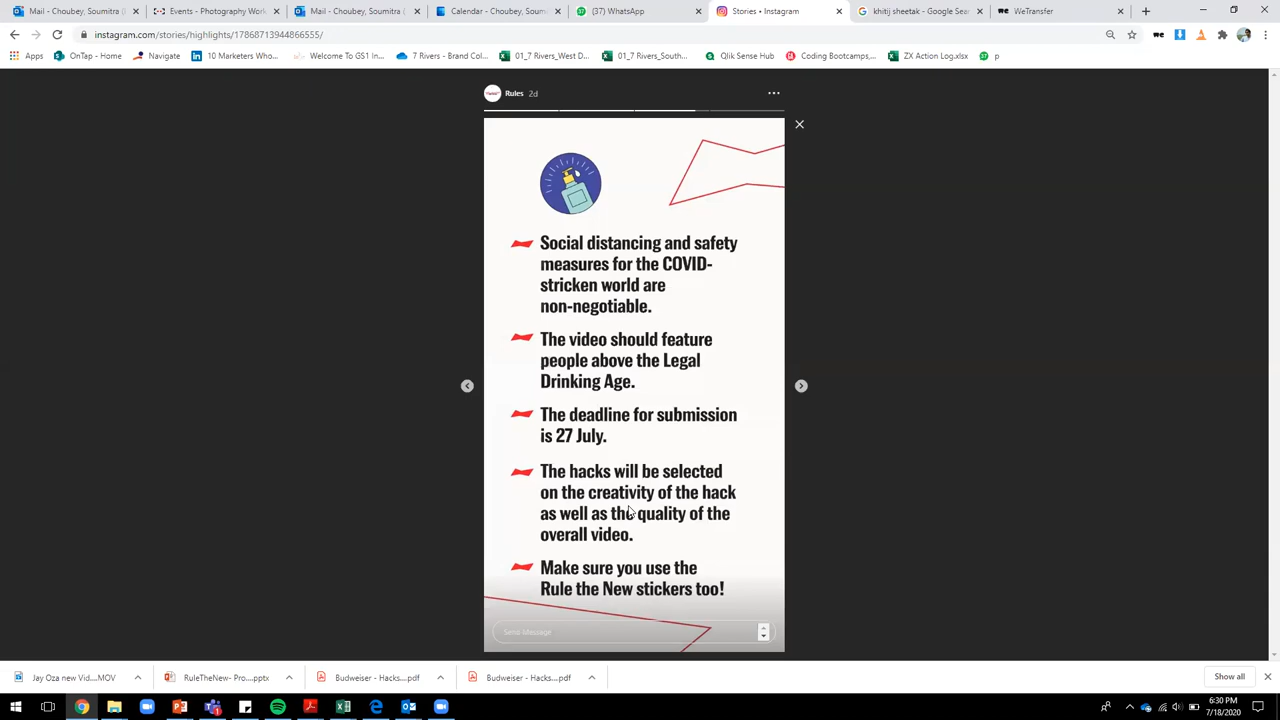 Mail - Choubey, Soumitra (
Events - Photography Work
Mail - Choubey, Soumitra (
Calendar - Choubey, Soumi
(37) WhatsApp
Stories • Instagram
khitij sheetak - Google Sea
WeTransfer
instagram.com/stories/highlights/17868713944866555/
Apps
OnTap - Home
Navigate
10 Marketers Who...
Welcome To GS1 In...
7 Rivers - Brand Col...
01_7 Rivers_West D...
01_7 Rivers_South...
Qlik Sense Hub
Coding Bootcamps,...
ZX Action Log.xlsx
p
Rules 2d
Social distancing and safety
measures for the COVID-
stricken world are
non-negotiable.
The video should feature
people above the Legal
Drinking Age.
The deadline for submission
is 27 July.
The hacks will be selected
on the creativity of the hack
as well as the quality of the
overall video.
Make sure you use the
Rule the New stickers too!
Send Message
Jay Oza new Vid....MOV
RuleTheNew- Pro....pptx
Budweiser - Hacks....pdf
Budweiser - Hacks....pdf
Show all
6:30 PM
7/18/2020